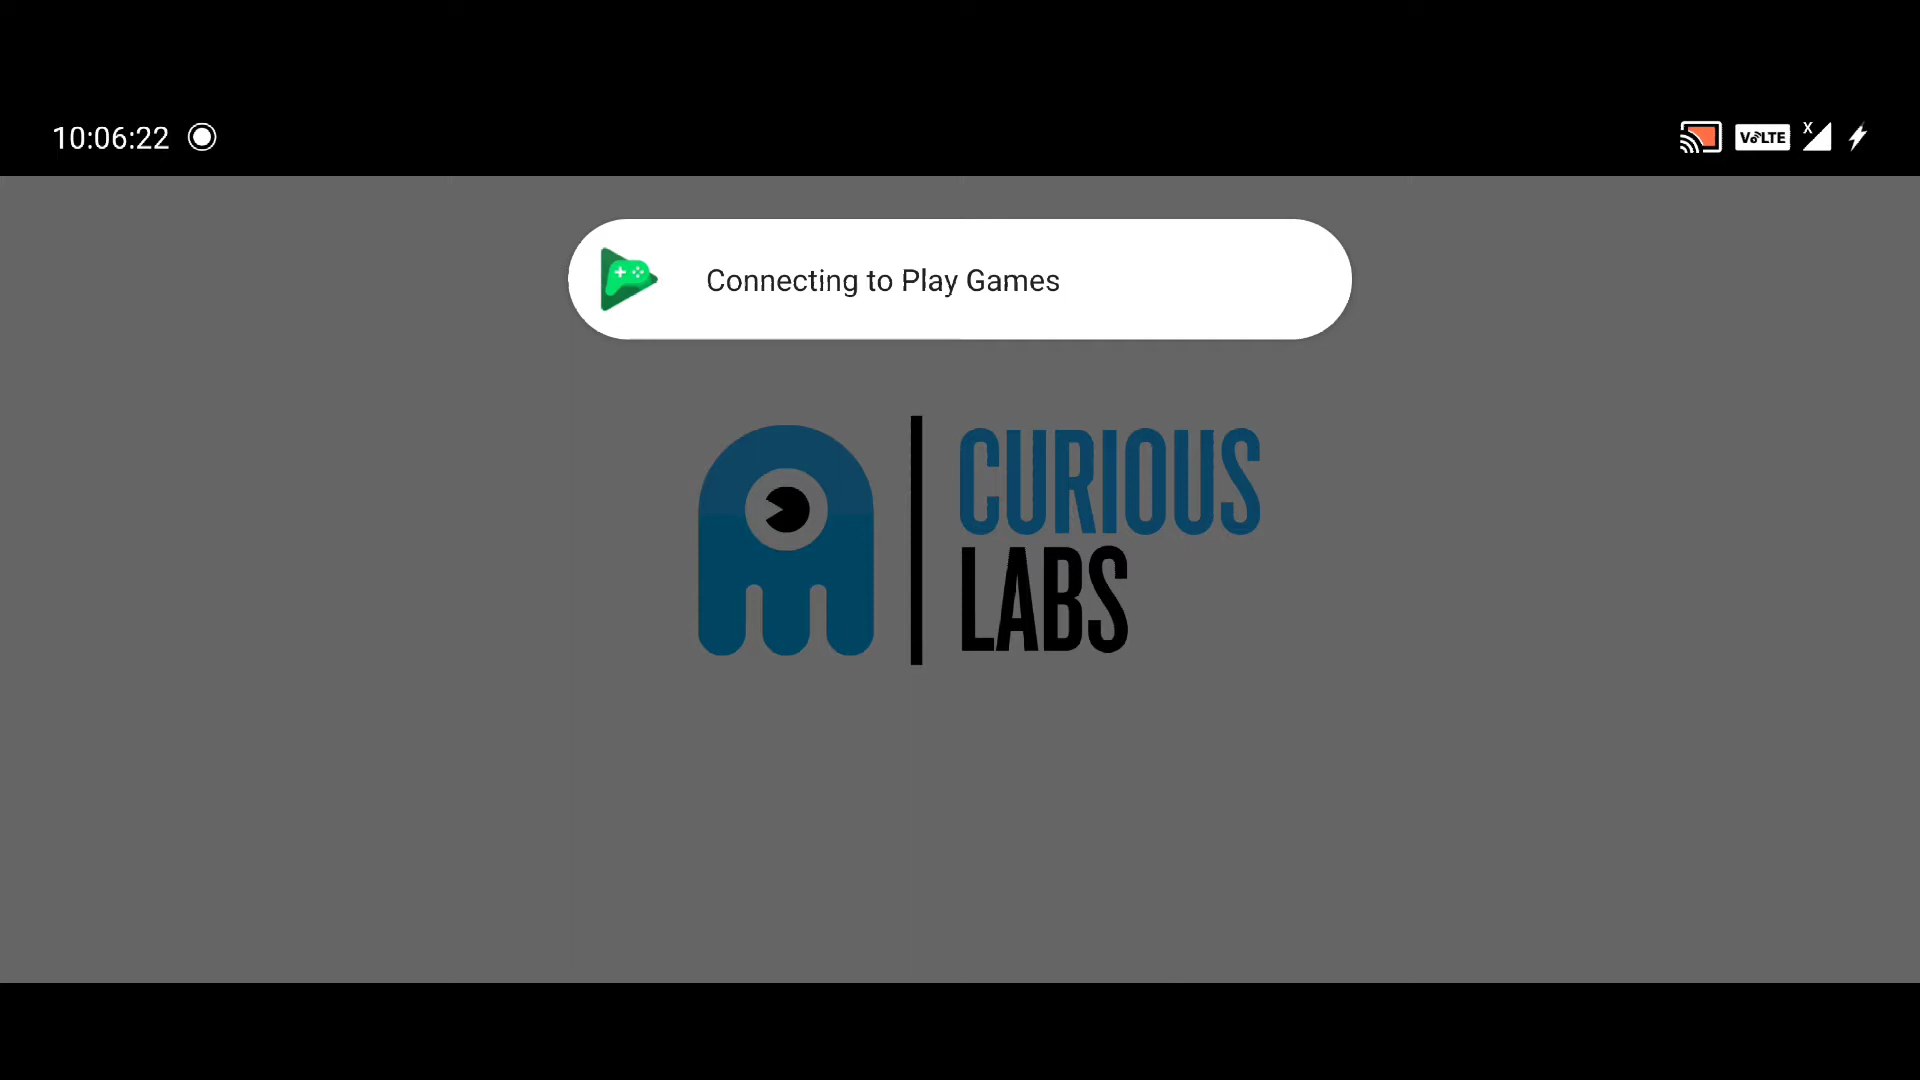 10:06:22
VoLTE
X
Connecting to Play Games
CURIOUS
LABS